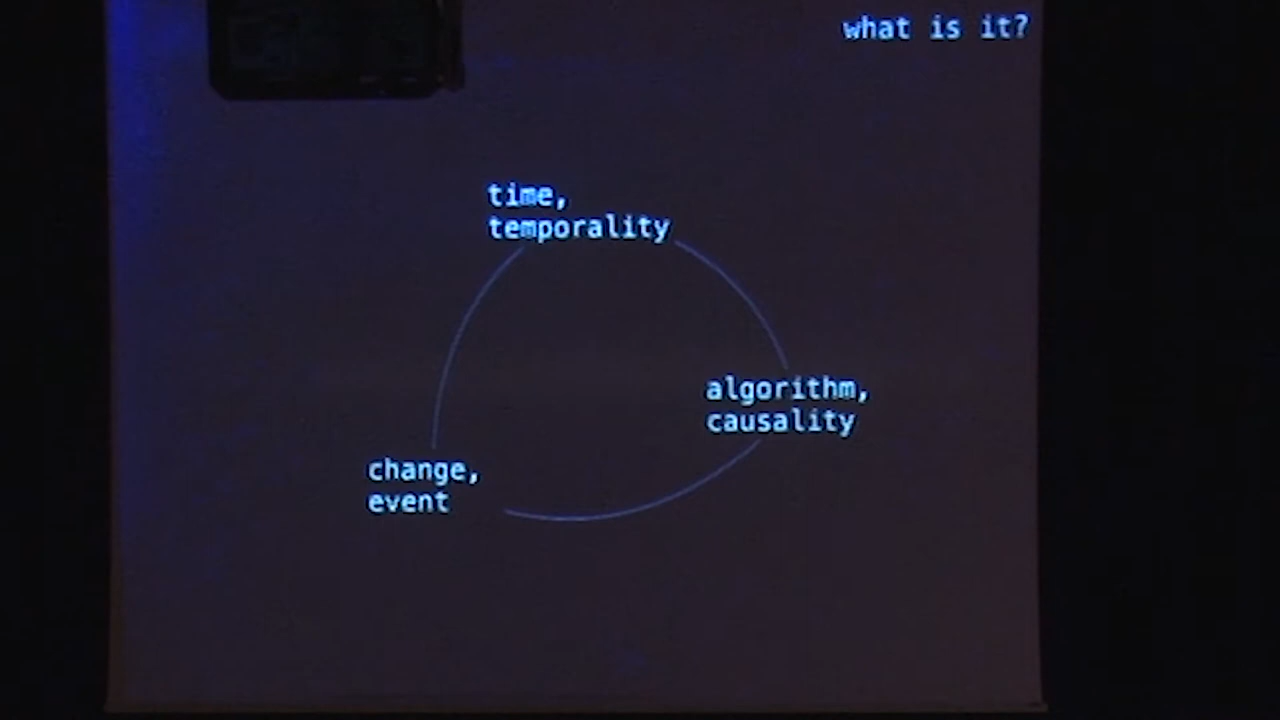 what is it?
time,
temporality
algorithm,
causality
change,
event